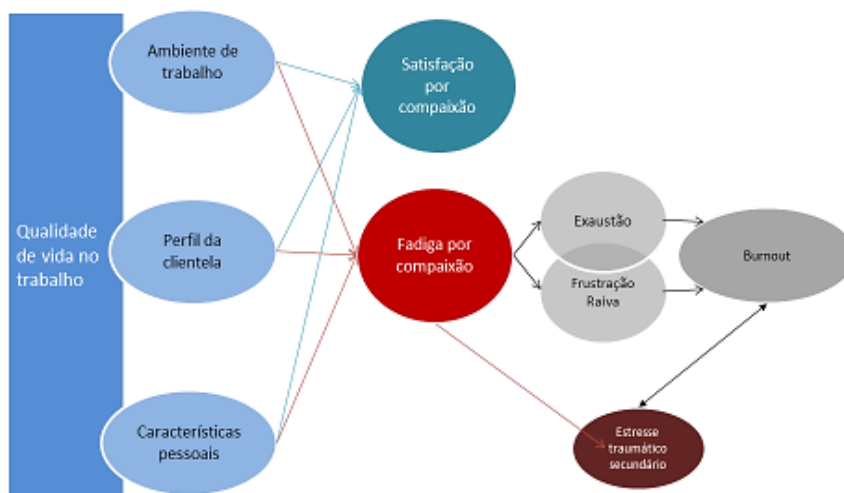 Ambiente de
trabalho
Satisfação
por
compaixão
Qualidade
de vida no
trabalho
Perfil da
clientela
Fadiga por
compaixão
Exaustão
Frustração
Raiva
Burnout
Características
pessoais
Estresse
traumático
secundário